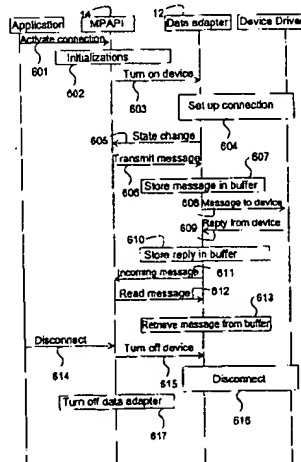 14 12
Application MPAPI Data adapter Device Driver
Activate connection
601 Initializations
602 Turn on device
603 Set up connection
604
605 State change
Transmit message
606 607
Store message in buffer
608 Message to device
Reply from device
609
610 Store reply in buffer
Incoming message 611
Read message 612
613
Retrieve message from buffer
Disconnect
Turn off device
614
615 Disconnect
Turn off data adapter 616
617